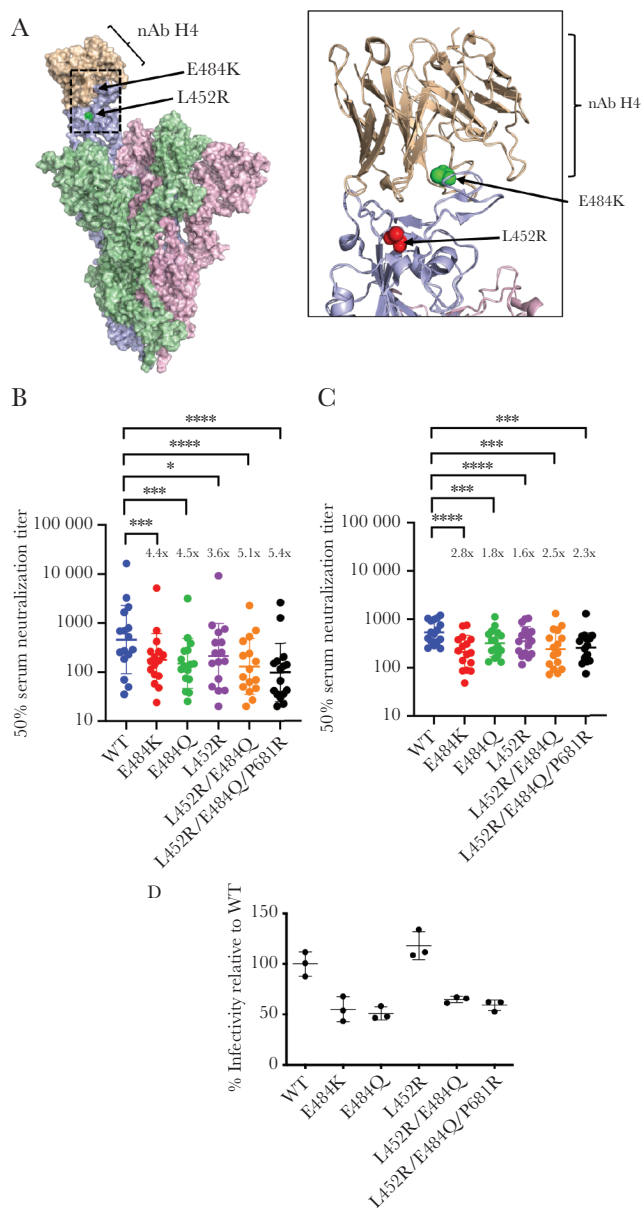 A
nAb H4
E484K
L452R
nAb H4
E484K
L452R
B
50% serum neutralization titer
100 000
10 000
1000
100
10
****
****
*
***
***
4.4x 4.5x 3.6x 5.1x 5.4x
WT
E484K
E484Q
L452R
L452R/E484Q
L452R/E484Q/P681R
C
50% serum neutralization titer
100 000
10 000
1000
100
10
***
***
****
***
****
2.8x 1.8x 1.6x 2.5x 2.3x
WT
E484K
E484Q
L452R
L452R/E484Q
L452R/E484Q/P681R
D
% Infectivity relative to WT
150
100
50
0
WT
E484K
E484Q
L452R
L452R/E484Q
L452R/E484Q/P681R